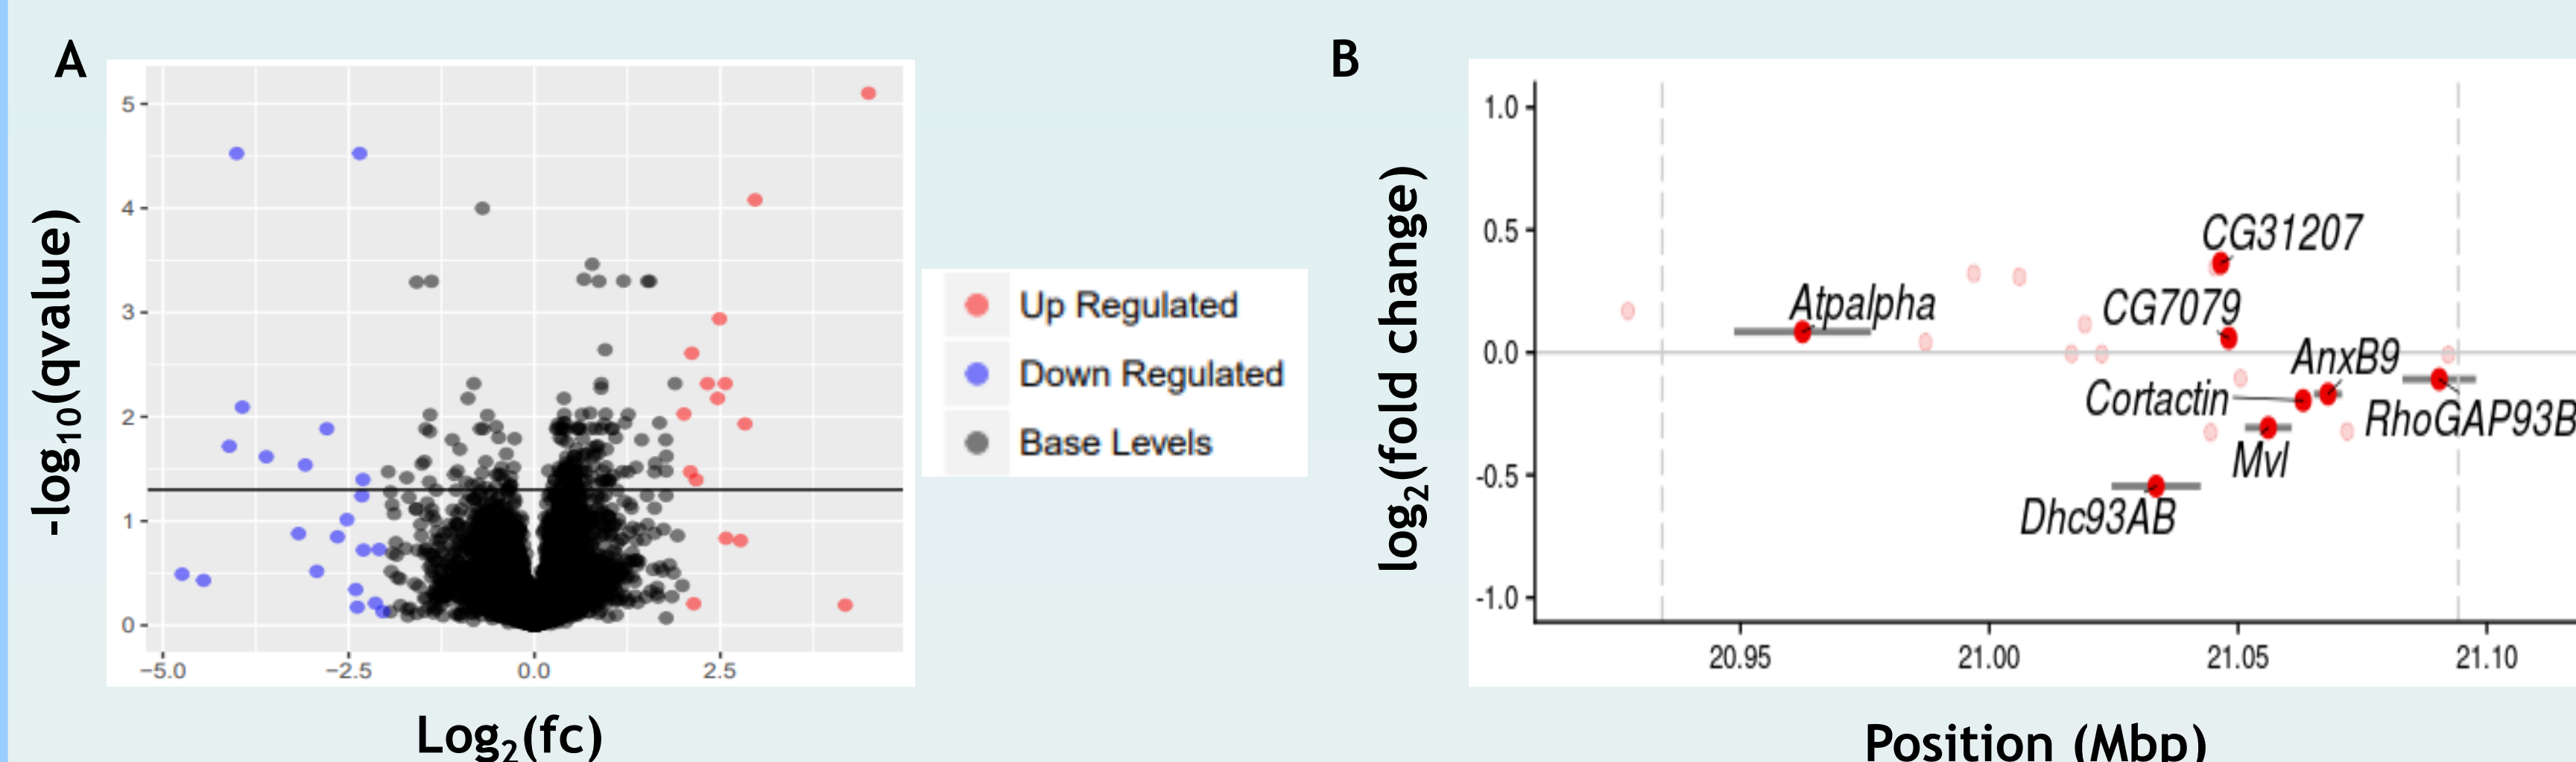 A
B
-log10(qvalue)
5
4
3
2
1
0
−5.0
−2.5
0.0
2.5
Log2(fc)
Up Regulated
Down Regulated
Base Levels
log2(fold change)
1.0
0.5
0.0
-0.5
-1.0
CG31207
Atpalpha
CG7079
AnxB9
Cortactin
RhoGAP93B
Mvl
Dhc93AB
20.95
21.00
21.05
21.10
Position (Mbp)